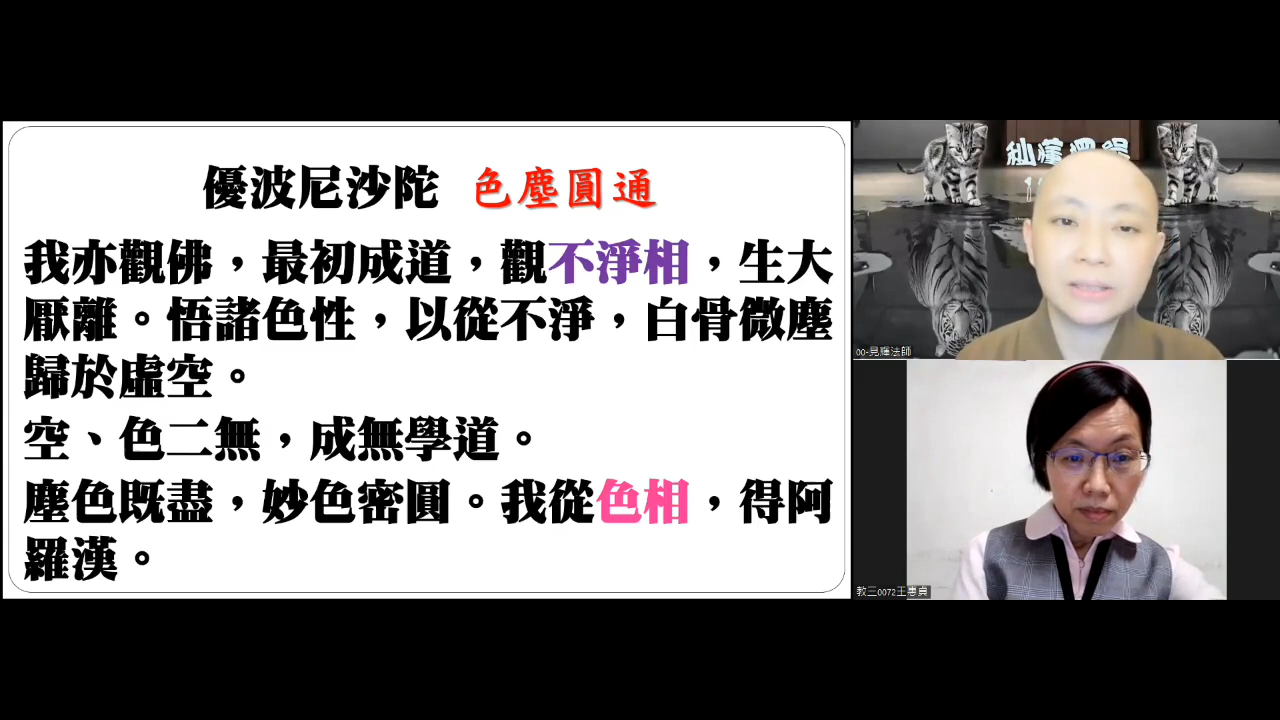 優波尼沙陀 色塵圓通
我亦觀佛，最初成道，觀不淨相，生大
厭離。悟諸色性，以從不淨，白骨微塵
歸於虛空。
空、色二無，成無學道。
塵色既盡，妙色密圓。我從色相，得阿
羅漢。
00-見輝法師
教三0072王惠貞